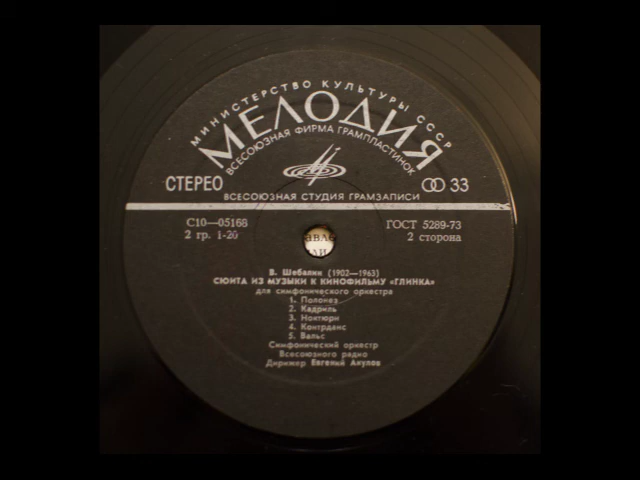 МИНИСТЕРСТВО КУЛЬТУРЫ СССР
МЕЛОДИЯ
ВСЕСОЮЗНАЯ ФИРМА ГРАМПЛАСТИНОК
СТЕРЕО
33
ВСЕСОЮЗНАЯ СТУДИЯ ГРАМЗАПИСИ
С10—05168
ГОСТ 5289-73
2 гр. 1-20
2 сторона
В. Шебалин (1902—1963)
СЮИТА ИЗ МУЗЫКИ К КИНОФИЛЬМУ «ГЛИНКА»
для симфонического оркестра
1. Полонез
2. Кадриль
3. Ноктюрн
4. Контрданс
5. Вальс
Симфонический оркестр
Всесоюзного радио
Дирижер Евгений Акулов